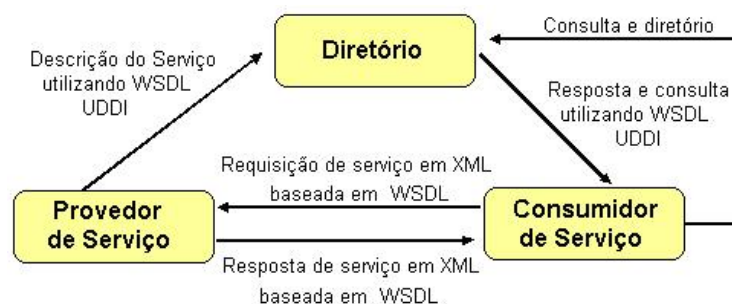 Diretório
Consulta e diretório
Descrição do Serviço
utilizando WSDL
UDDI
Resposta e consulta
utilizando WSDL
UDDI
Requisição de serviço em XML
baseada em WSDL
Provedor
de Serviço
Consumidor
de Serviço
Resposta de serviço em XML
baseada em WSDL